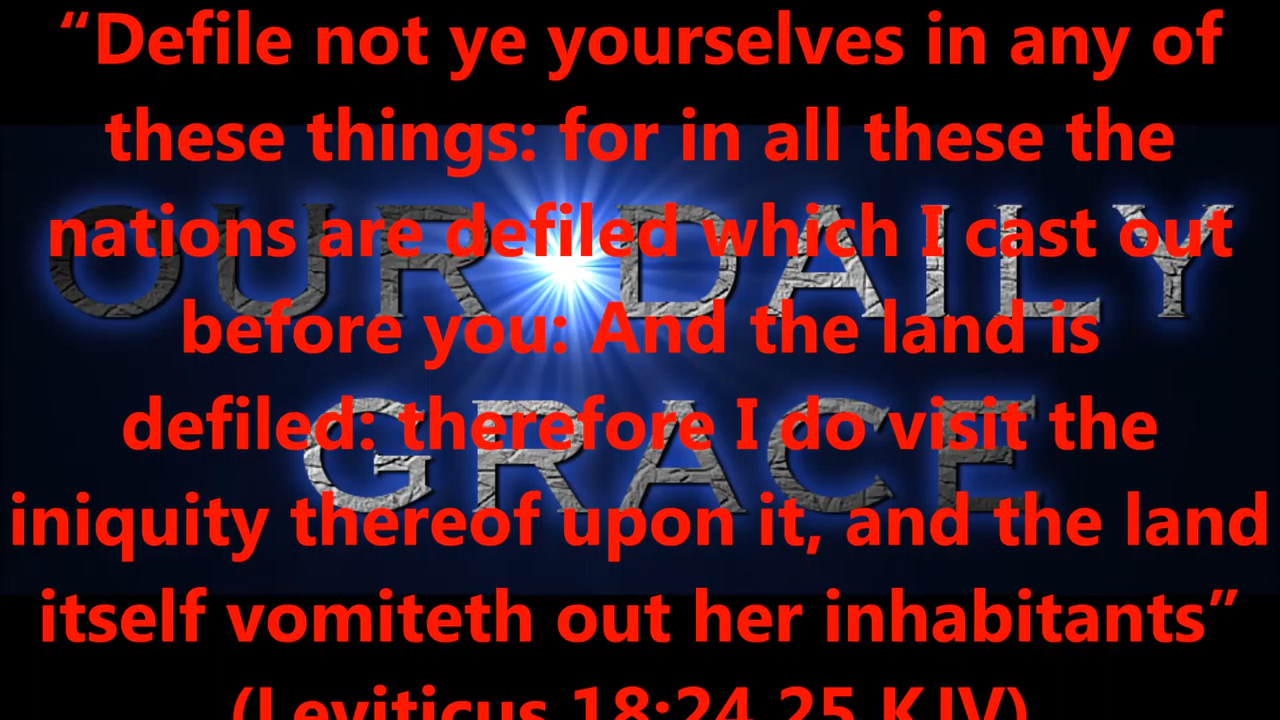 “Defile not ye yourselves in any of
these things: for in all these the
nations are defiled which I cast out
before you: And the land is
defiled: therefore I do visit the
iniquity thereof upon it, and the land
itself vomiteth out her inhabitants”
(Leviticus 18:24,25 KJV)
OUR DAILY
GRACE